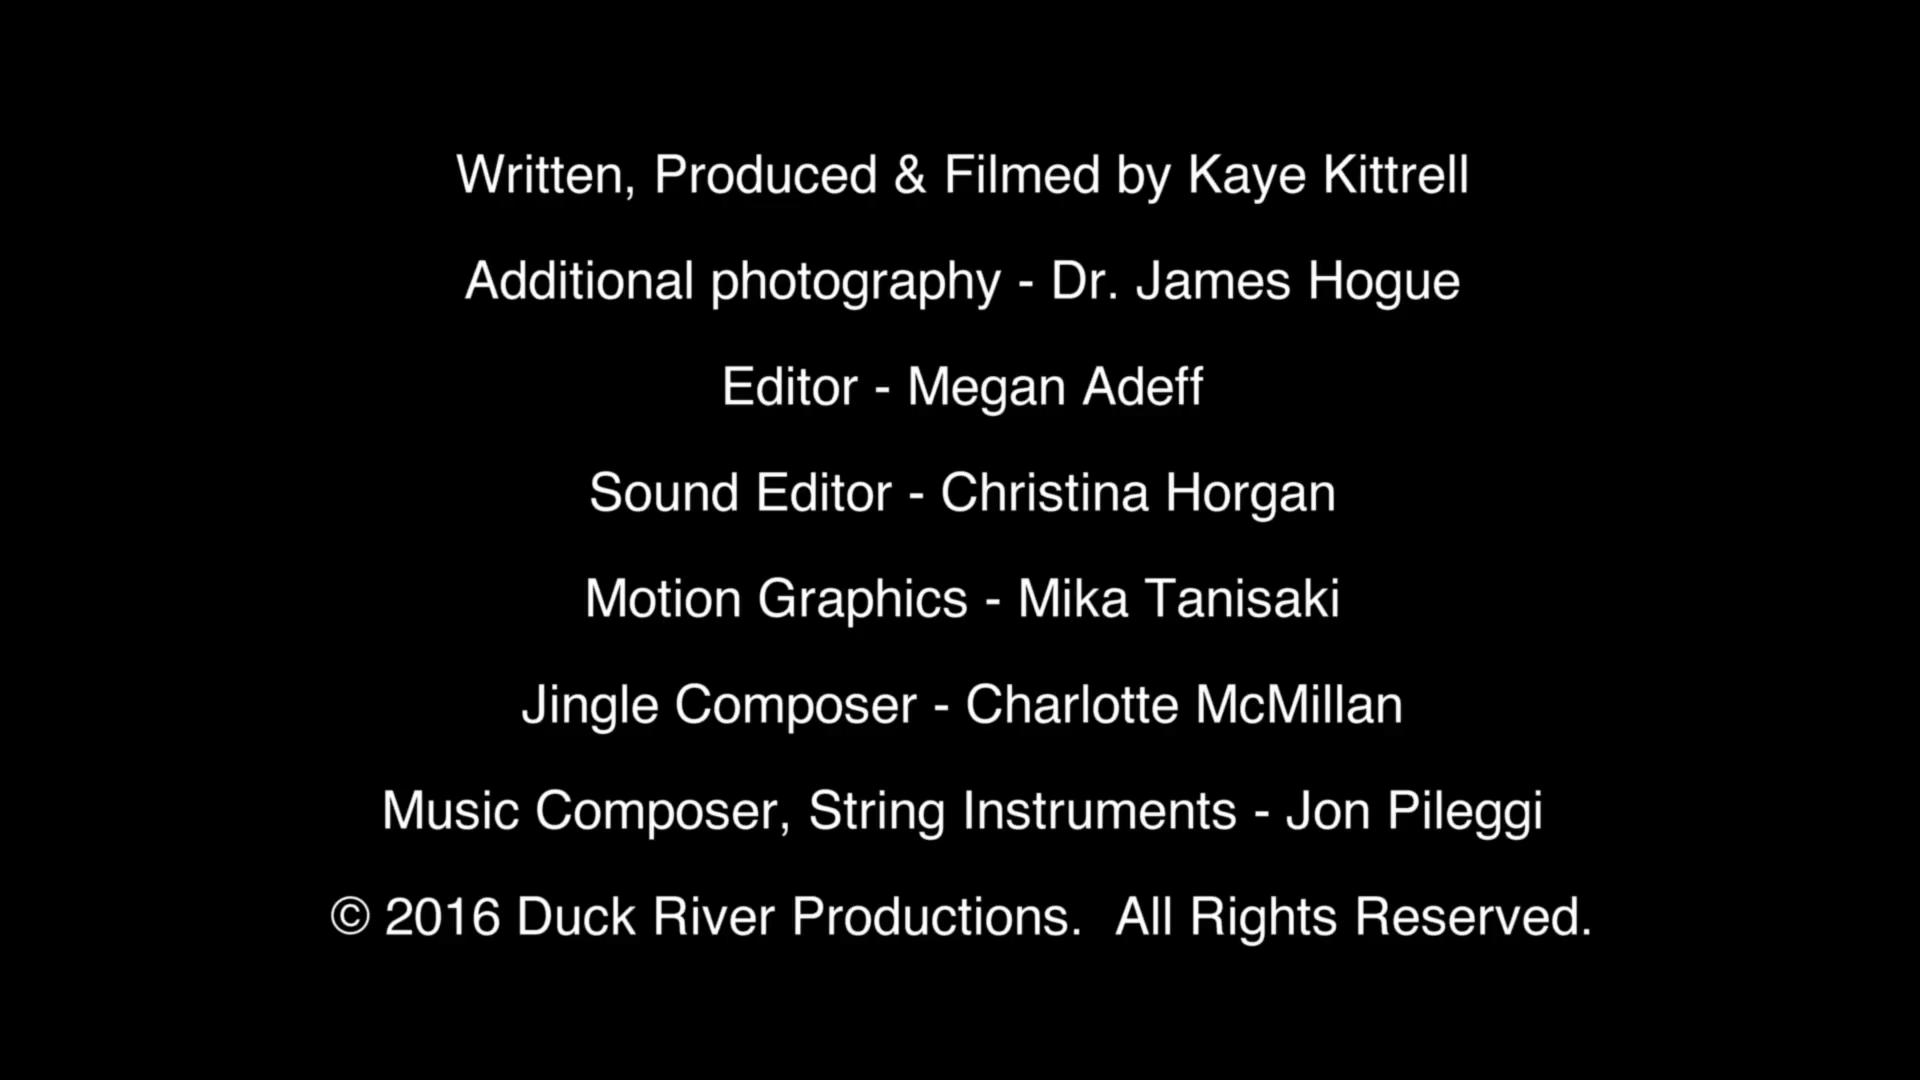 Written, Produced & Filmed by Kaye Kittrell
Additional photography - Dr. James Hogue
Editor - Megan Adeff
Sound Editor - Christina Horgan
Motion Graphics - Mika Tanisaki
Jingle Composer - Charlotte McMillan
Music Composer, String Instruments - Jon Pileggi
© 2016 Duck River Productions.  All Rights Reserved.